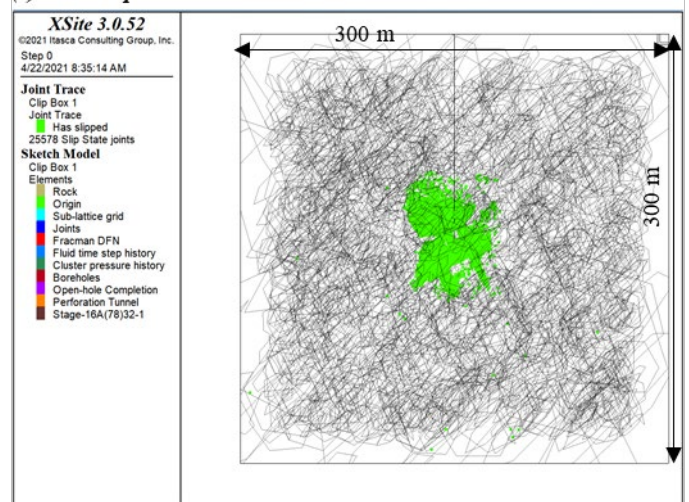 XSite 3.0.52
©2021 Itasca Consulting Group, Inc.
Step 0
4/22/2021 8:35:14 AM
Joint Trace
Clip Box 1
Joint Trace
Has slipped
25578 Slip State joints
Sketch Model
Clip Box 1
Elements
Rock
Origin
Sub-lattice grid
Joints
Fracman DFN
Fluid time step history
Cluster pressure history
Boreholes
Open-hole Completion
Perforation Tunnel
Stage-16A(78)32-1
300 m
300 m